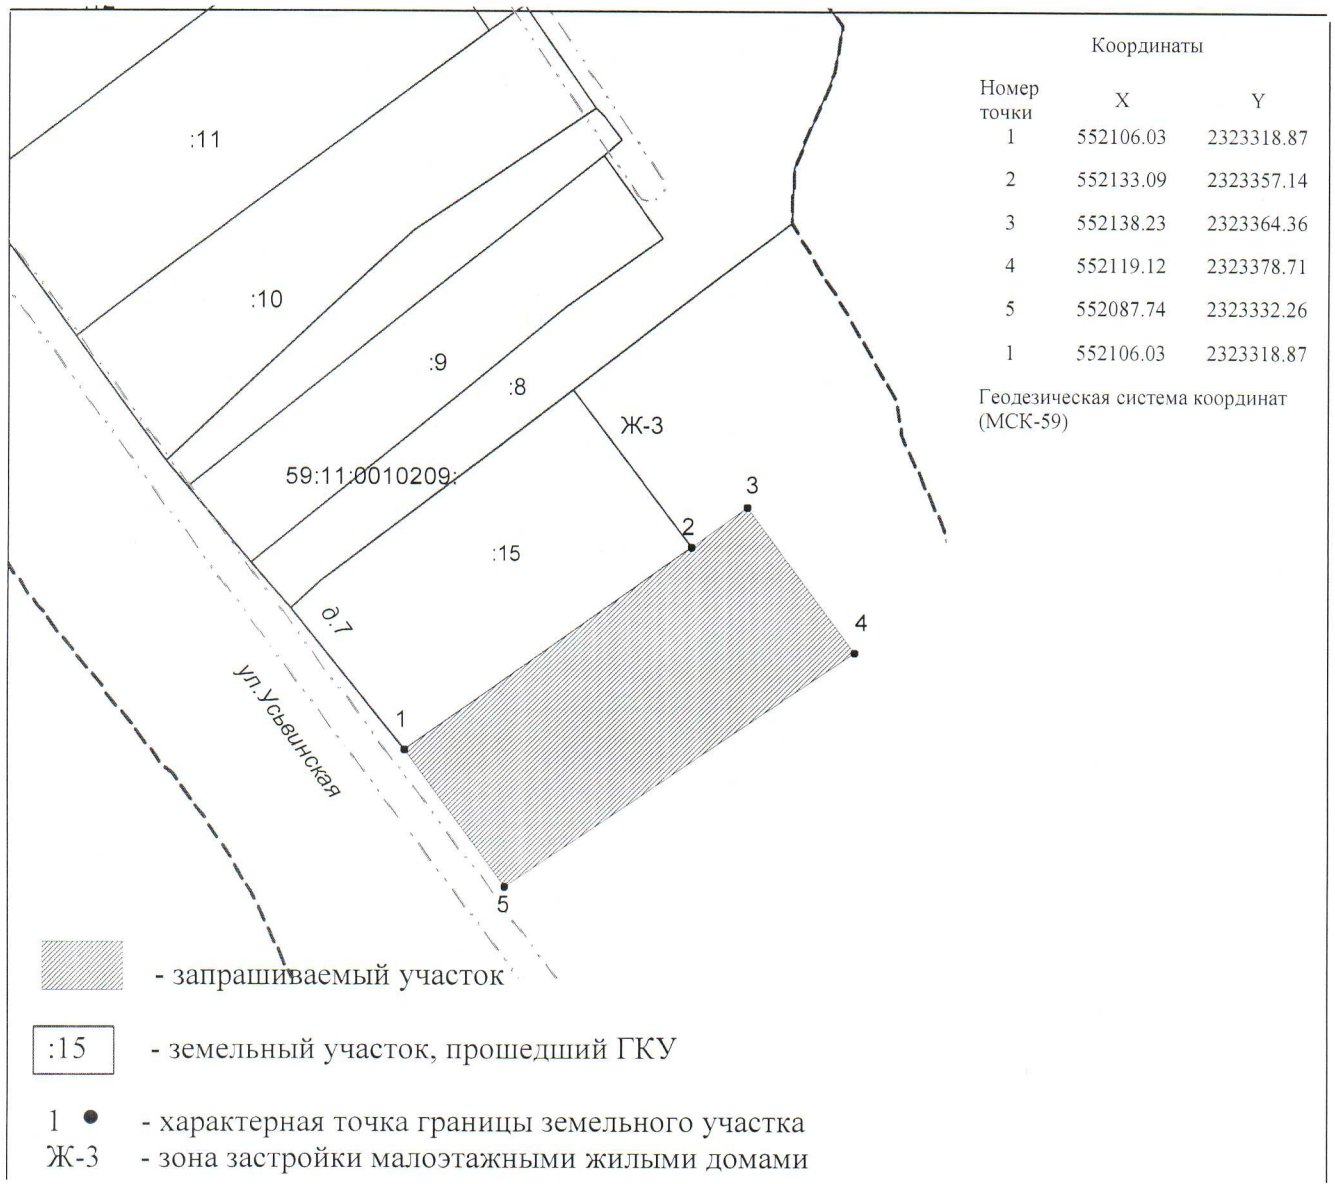 Координаты
Номер точки X Y
1 552106.03 2323318.87
2 552133.09 2323357.14
3 552138.23 2323364.36
4 552119.12 2323378.71
5 552087.74 2323332.26
1 552106.03 2323318.87
Геодезическая система координат
(МСК-59)
:11
:10
:9
:8
Ж-3
59:11:0010209:
3
2
:15
д.7
4
ул.Усьвинская
1
5
- запрашиваемый участок
:15 - земельный участок, прошедший ГКУ
1 - характерная точка границы земельного участка
Ж-3 - зона застройки малоэтажными жилыми домами